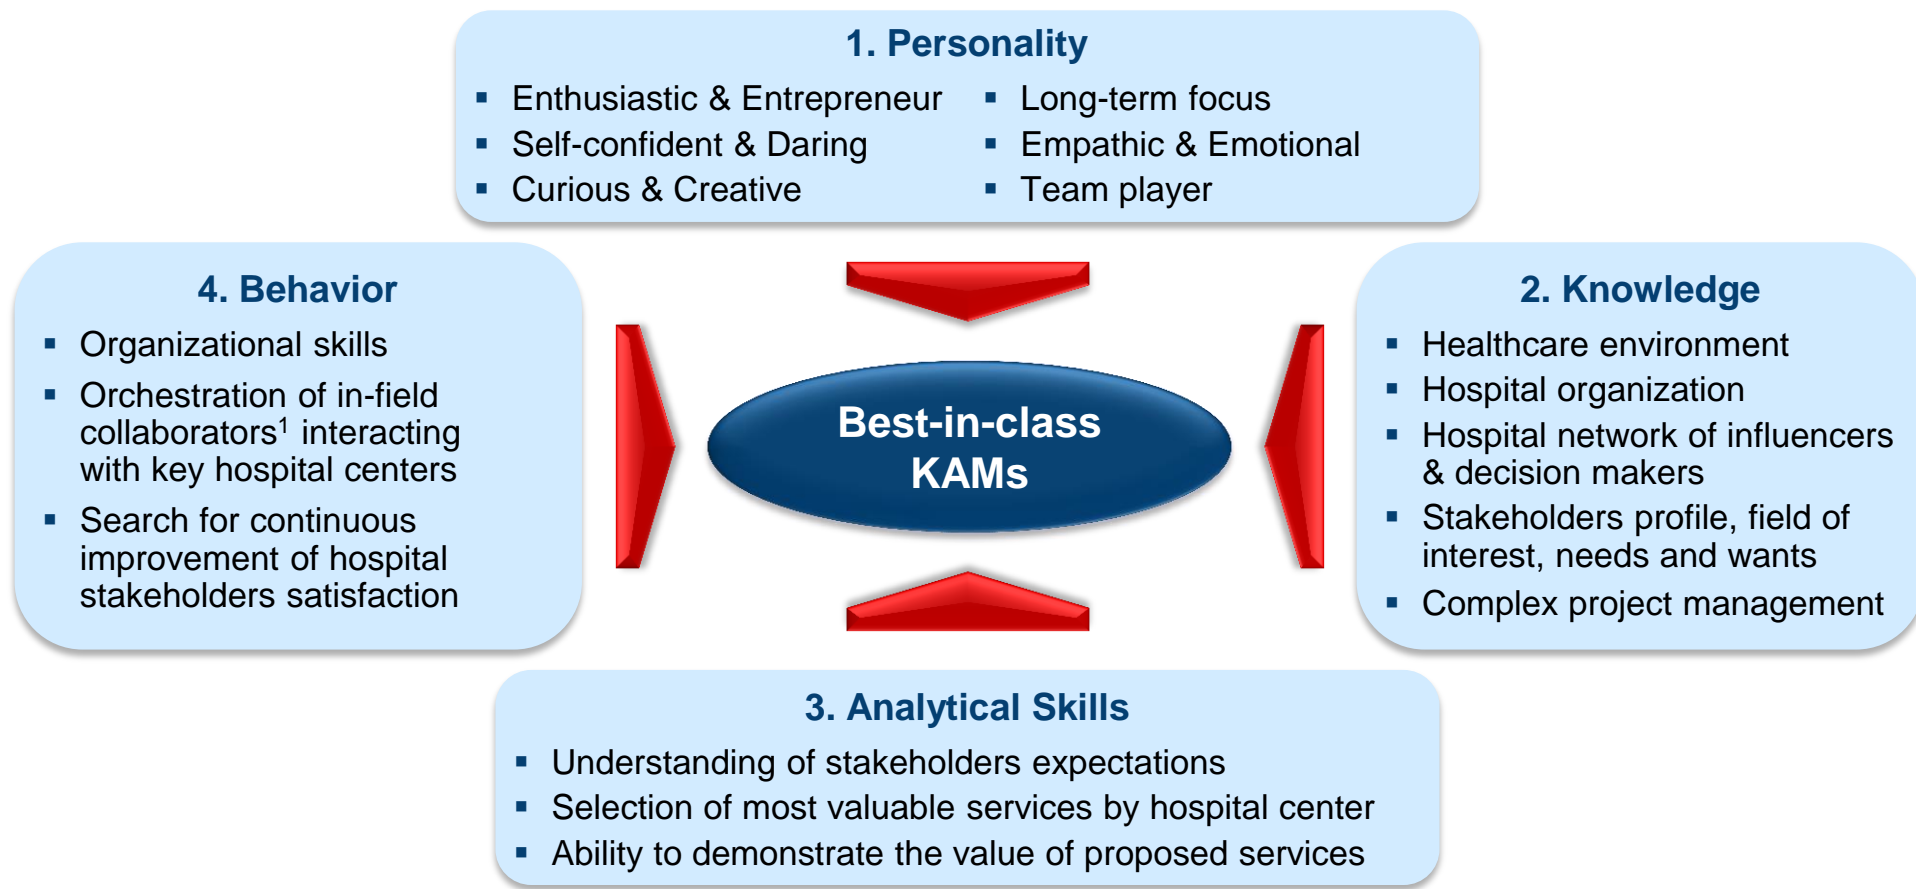 1. Personality
▪ Enthusiastic & Entrepreneur
▪ Self-confident & Daring
▪ Curious & Creative
▪ Long-term focus
▪ Empathic & Emotional
▪ Team player
4. Behavior
▪ Organizational skills
▪ Orchestration of in-field
collaborators¹ interacting
with key hospital centers
▪ Search for continuous
improvement of hospital
stakeholders satisfaction
Best-in-class
KAMs
2. Knowledge
▪ Healthcare environment
▪ Hospital organization
▪ Hospital network of influencers
& decision makers
▪ Stakeholders profile, field of
interest, needs and wants
▪ Complex project management
3. Analytical Skills
▪ Understanding of stakeholders expectations
▪ Selection of most valuable services by hospital center
▪ Ability to demonstrate the value of proposed services